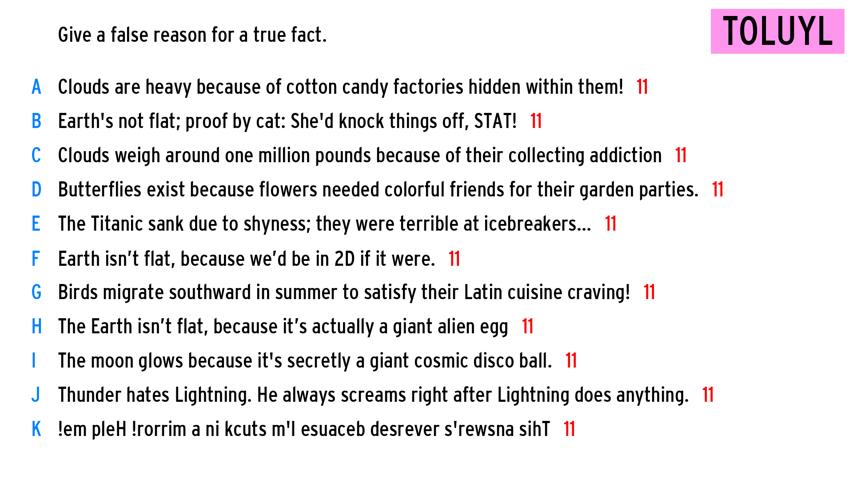 Give a false reason for a true fact.
TOLUYL
A Clouds are heavy because of cotton candy factories hidden within them! 11
B Earth's not flat; proof by cat: She'd knock things off, STAT! 11
C Clouds weigh around one million pounds because of their collecting addiction 11
D Butterflies exist because flowers needed colorful friends for their garden parties. 11
E The Titanic sank due to shyness; they were terrible at icebreakers... 11
F Earth isn’t flat, because we’d be in 2D if it were. 11
G Birds migrate southward in summer to satisfy their Latin cuisine craving! 11
H The Earth isn’t flat, because it’s actually a giant alien egg 11
I The moon glows because it's secretly a giant cosmic disco ball. 11
J Thunder hates Lightning. He always screams right after Lightning does anything. 11
K !em pleH !rorrim a ni kcuts m'I esuaceb desrever s'rewsna sihT 11